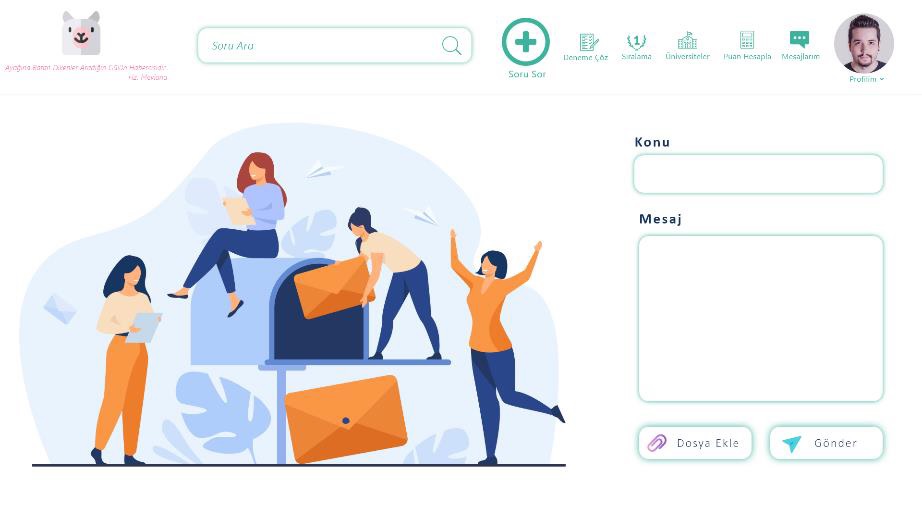 Ayağına Batan Dikenler Aradığın Gülün Habercisidir.
Hz. Mevlana
Soru Ara
Soru Sor
Deneme Çöz
1
Sıralama
Üniversiteler
Puan Hesapla
Mesajlarım
Profilim
Konu
Mesaj
Dosya Ekle
Gönder